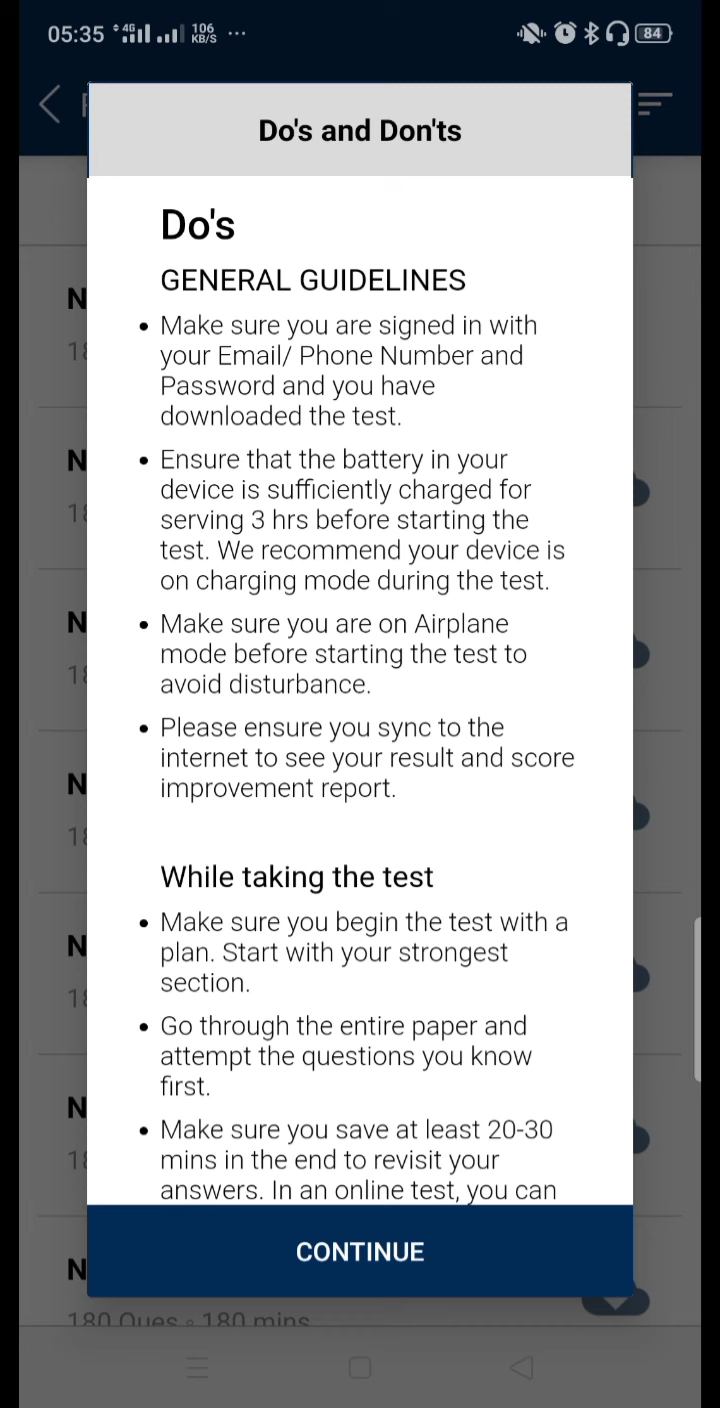 05:35 4G 106 KB/S ... 84
Do's and Don'ts
Do's
GENERAL GUIDELINES
• Make sure you are signed in with
your Email/ Phone Number and
Password and you have
downloaded the test.
• Ensure that the battery in your
device is sufficiently charged for
serving 3 hrs before starting the
test. We recommend your device is
on charging mode during the test.
• Make sure you are on Airplane
mode before starting the test to
avoid disturbance.
• Please ensure you sync to the
internet to see your result and score
improvement report.
While taking the test
• Make sure you begin the test with a
plan. Start with your strongest
section.
• Go through the entire paper and
attempt the questions you know
first.
• Make sure you save at least 20-30
mins in the end to revisit your
answers. In an online test, you can
CONTINUE
N
18
N
18
N
18
N
18
N
18
N
18
N
180 Ques 180 mins